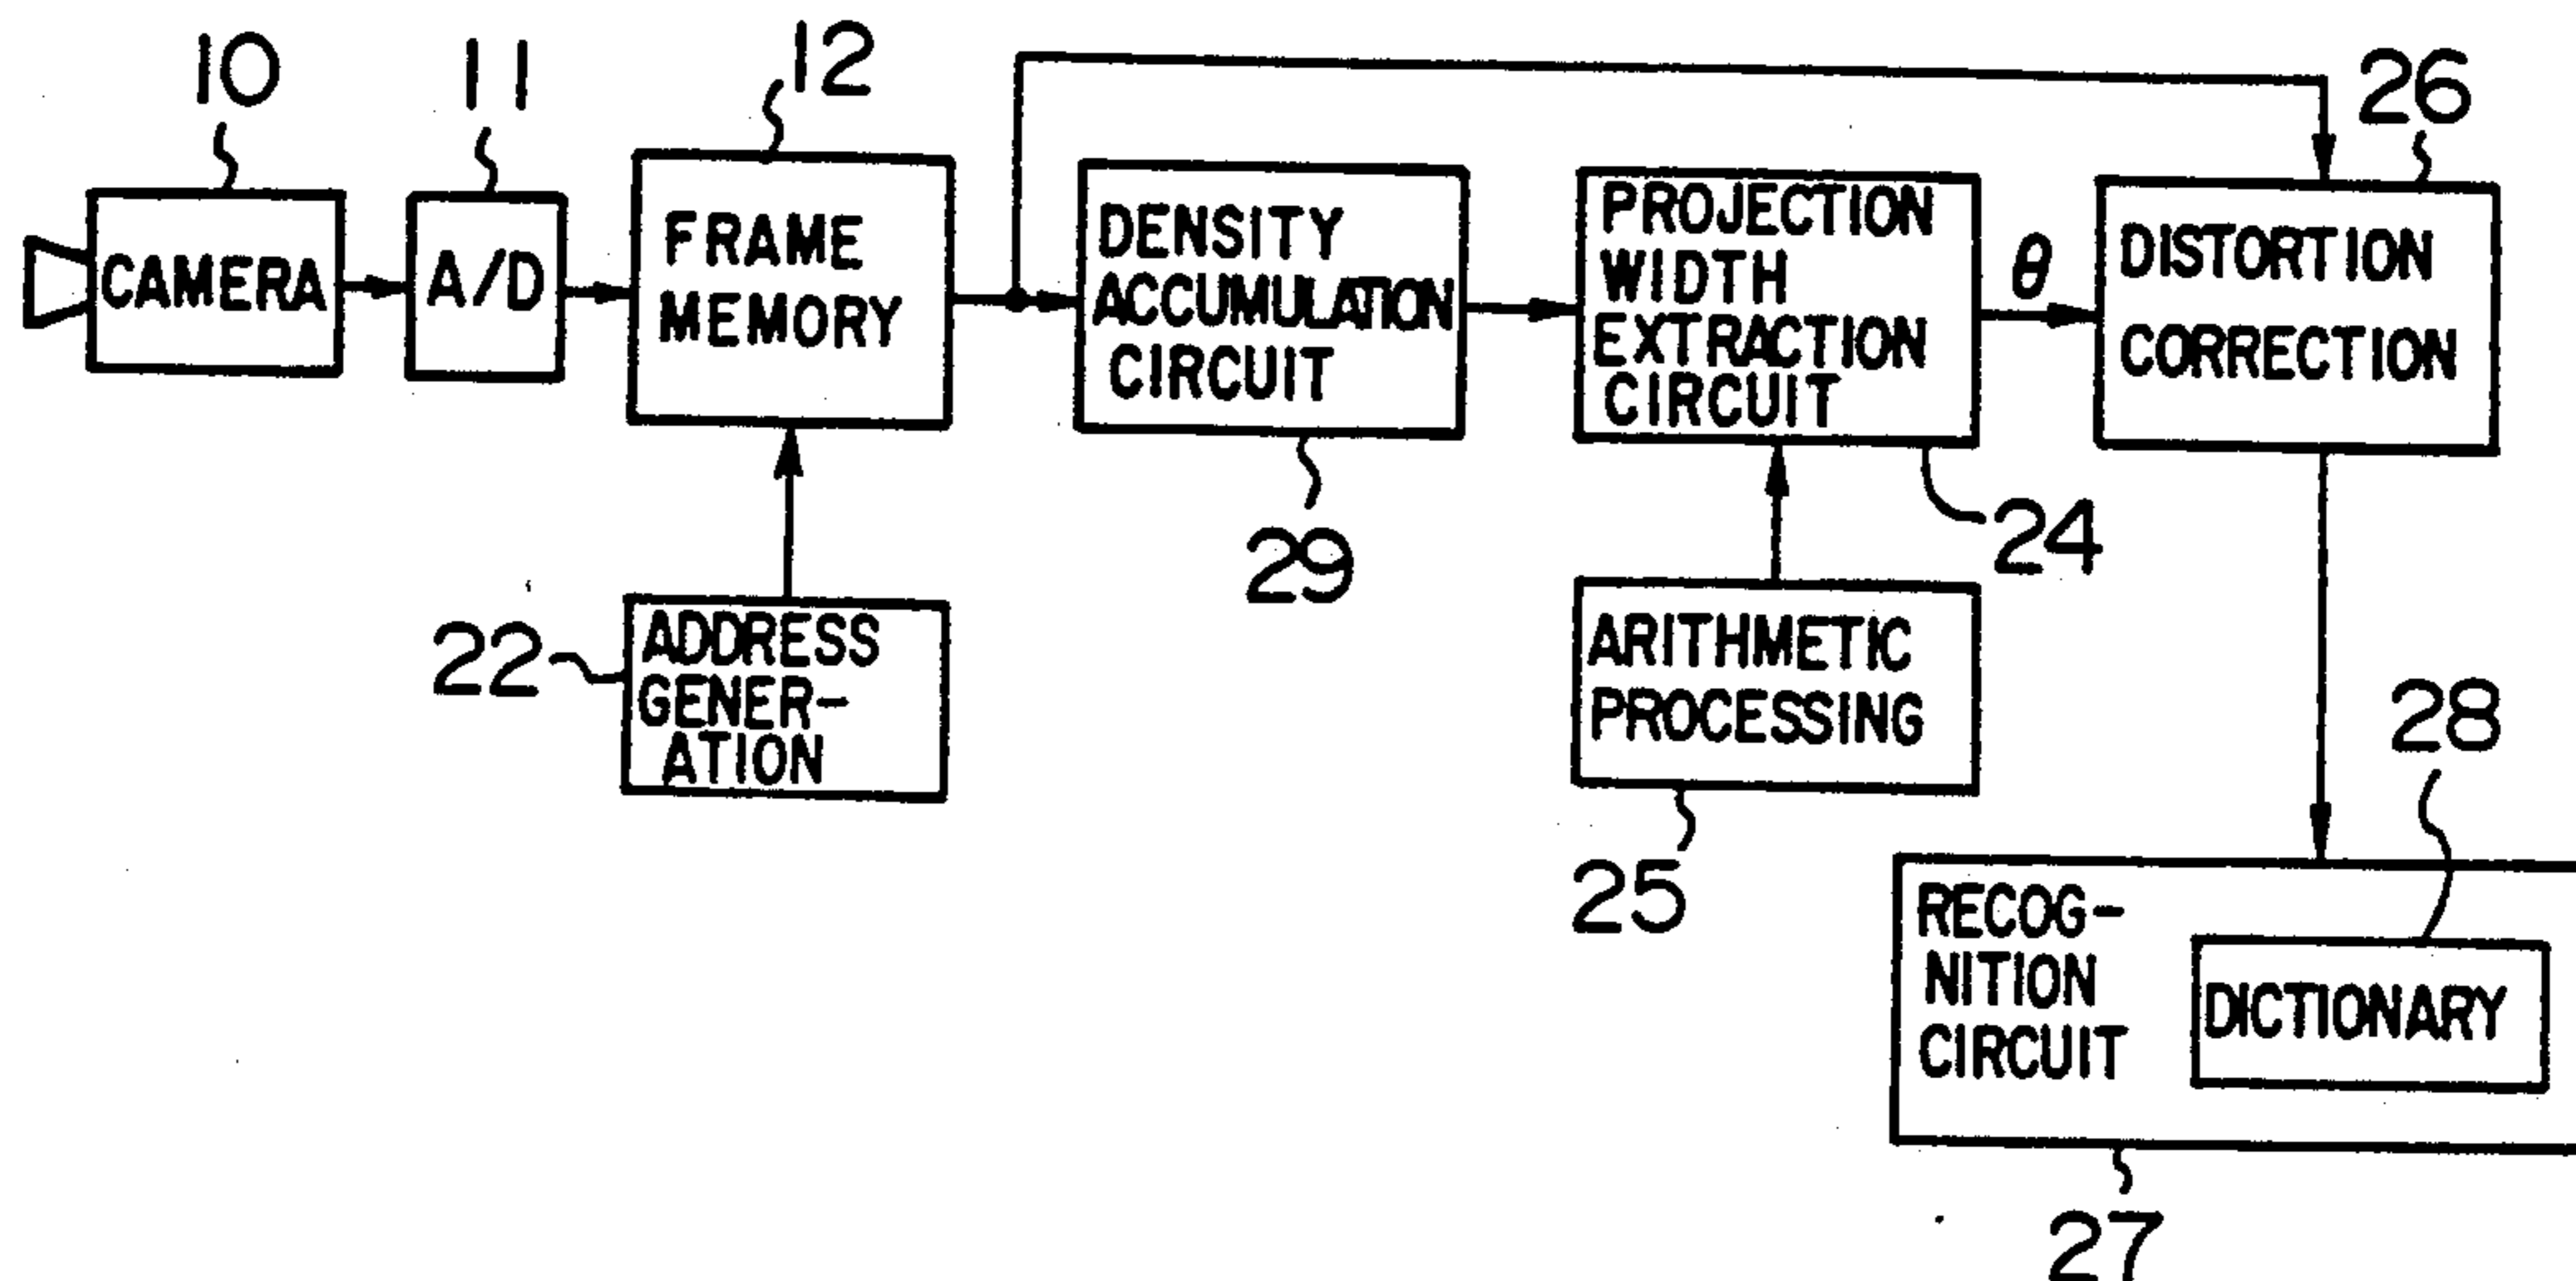 10
11
12
26
CAMERA
A/D
FRAME
MEMORY
DENSITY
ACCUMULATION
CIRCUIT
PROJECTION
WIDTH
EXTRACTION
CIRCUIT
θ
DISTORTION
CORRECTION
29
24
22
ADDRESS
GENER-
ATION
ARITHMETIC
PROCESSING
25
28
RECOG-
NITION
CIRCUIT
DICTIONARY
27